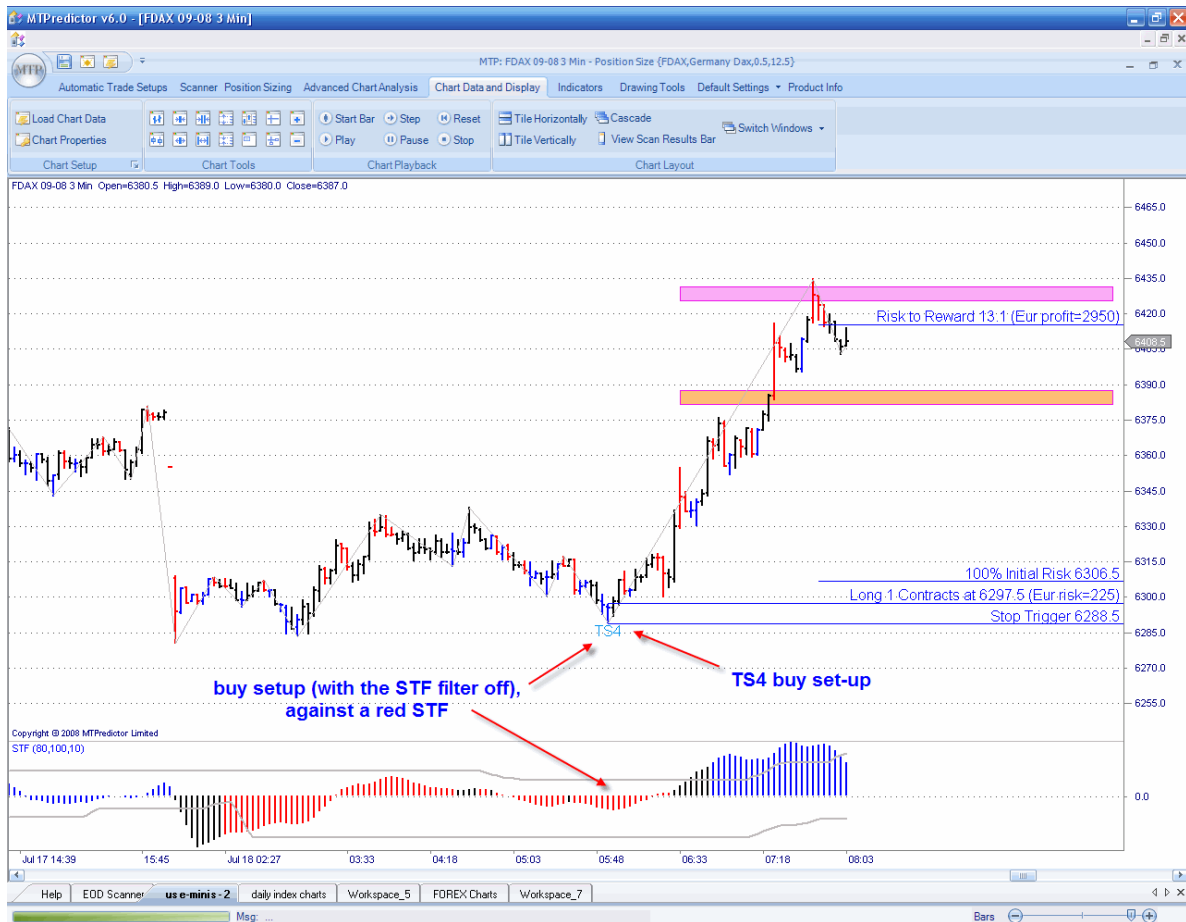 MTPredictor v6.0 - [FDAX 09-08 3 Min]
MTP
MTP: FDAX 09-08 3 Min - Position Size {FDAX,Germany Dax,0.5,12.5}
Automatic Trade Setups Scanner Position Sizing Advanced Chart Analysis Chart Data and Display Indicators Drawing Tools Default Settings Product Info
Load Chart Data Start Bar Step Reset Tile Horizontally Cascade Switch Windows
Chart Properties Play Pause Stop Tile Vertically View Scan Results Bar
Chart Setup Chart Tools Chart Playback Chart Layout
FDAX 09-08 3 Min Open=6380.5 High=6389.0 Low=6380.0 Close=6387.0
6465.0
6450.0
6435.0
6420.0
Risk to Reward 13.1 (Eur profit=2950)
6408.5
6405.0
6390.0
6375.0
6360.0
6345.0
6330.0
6315.0
100% Initial Risk 6306.5
6300.0
Long 1 Contracts at 6297.5 (Eur risk=225)
Stop Trigger 6288.5
TS4
6285.0
6270.0
TS4 buy set-up
buy setup (with the STF filter off),
against a red STF
6255.0
Copyright @ 2008 MTPredictor Limited
STF (80,100,10)
0.0
Jul 17 14:39 15:45 Jul 18 02:27 03:33 04:18 05:03 05:48 06:33 07:18 08:03
Help EOD Scanner us e-minis - 2 daily index charts Workspace_5 FOREX Charts Workspace_7
Msg: ... Bars